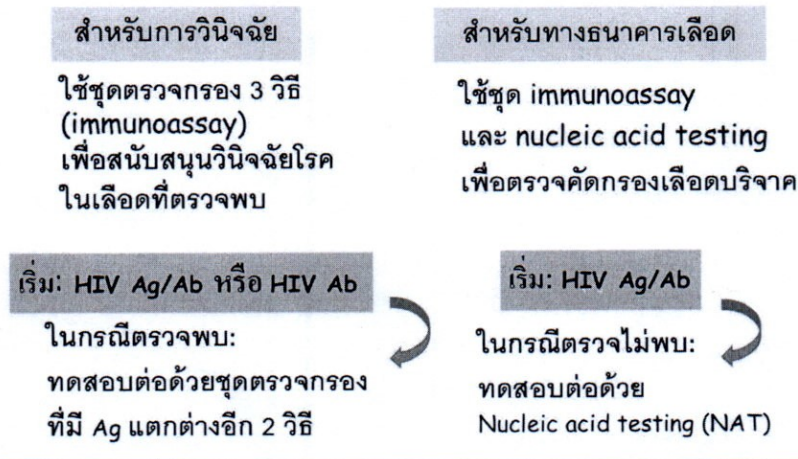 สำหรับการวินิจฉัย
ใช้ชุดตรวจกรอง 3 วิธี
(immunoassay)
เพื่อสนับสนุนวินิจฉัยโรค
ในเลือดที่ตรวจพบ
เริ่ม: HIV Ag/Ab หรือ HIV Ab
ในกรณีตรวจพบ:
ทดสอบต่อด้วยชุดตรวจกรอง
ที่มี Ag แตกต่างอีก 2 วิธี
สำหรับทางธนาคารเลือด
ใช้ชุด immunoassay
และ nucleic acid testing
เพื่อตรวจคัดกรองเลือดบริจาค
เริ่ม: HIV Ag/Ab
ในกรณีตรวจไม่พบ:
ทดสอบต่อด้วย
Nucleic acid testing (NAT)